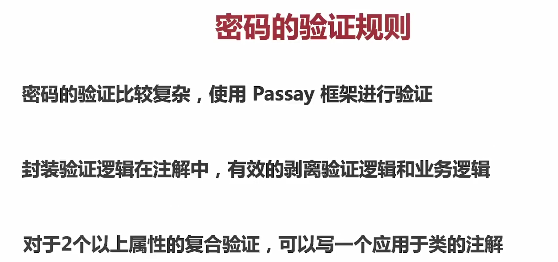 密码的验证规则
密码的验证比较复杂，使用 Passay 框架进行验证
封装验证逻辑在注解中，有效的剥离验证逻辑和业务逻辑
对于2个以上属性的复合验证，可以写一个应用于类的注解